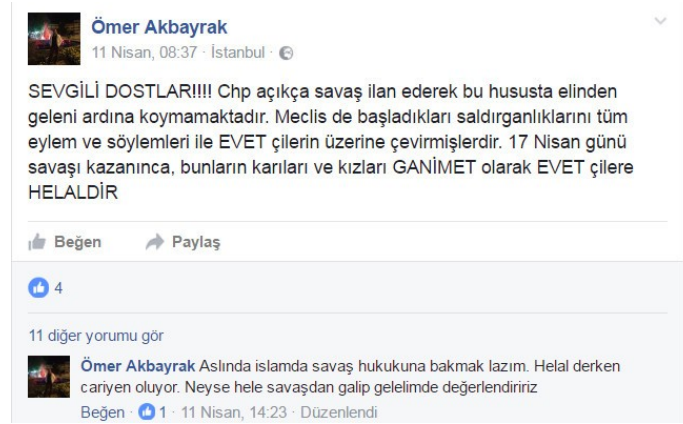 Ömer Akbayrak
11 Nisan, 08:37 · İstanbul ·
SEVGİLİ DOSTLAR!!!! Chp açıkça savaş ilan ederek bu hususta elinden
geleni ardına koymamaktadır. Meclis de başladıkları saldırganlıklarını tüm
eylem ve söylemleri ile EVET çilerin üzerine çevirmişlerdir. 17 Nisan günü
savaşı kazanınca, bunların karıları ve kızları GANİMET olarak EVET çilere
HELALDİR
Beğen Paylaş
4
11 diğer yorumu gör
Ömer Akbayrak Aslında islamda savaş hukukuna bakmak lazım. Helal derken
cariyen oluyor. Neyse hele savaşdan galip gelelimde değerlendiririz
Beğen · 1 · 11 Nisan, 14:23 · Düzenlendi